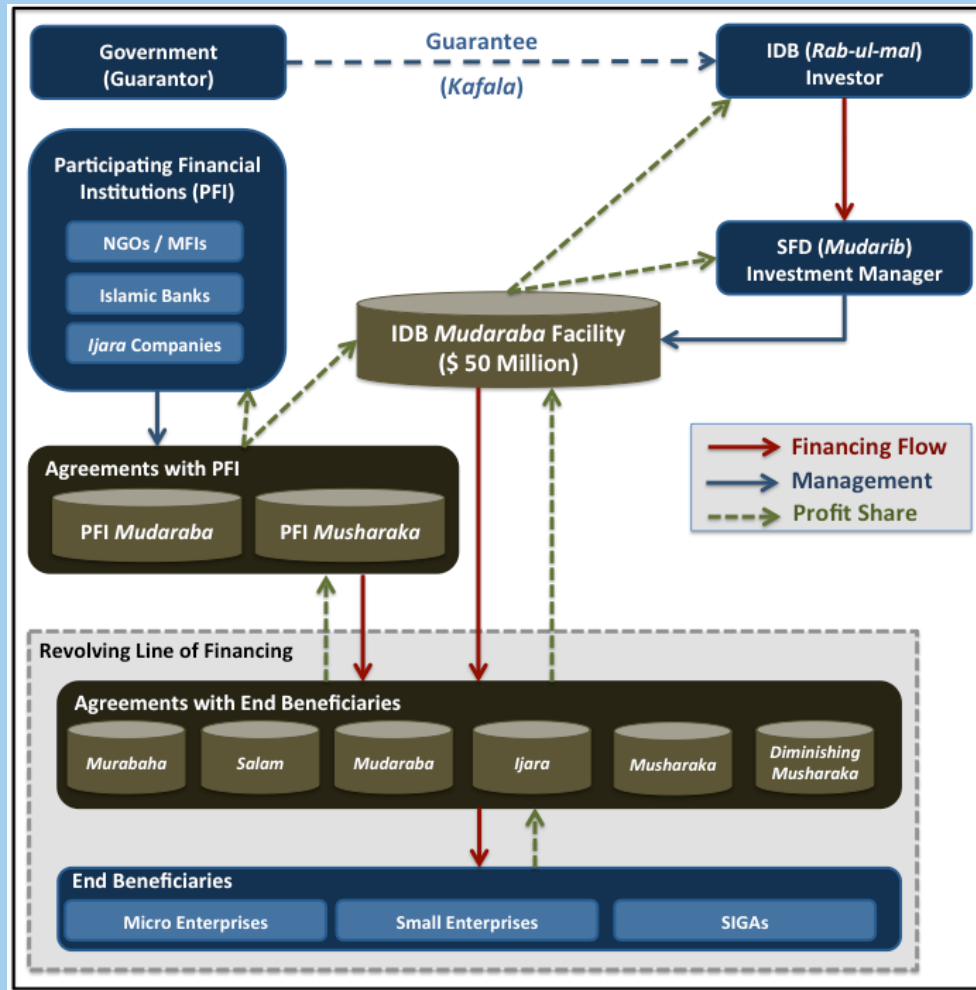 Government
(Guarantor)
Guarantee
(Kafala)
IDB (Rab-ul-mal)
Investor
Participating Financial
Institutions (PFI)
NGOs / MFIs
Islamic Banks
Ijara Companies
SFD (Mudarib)
Investment Manager
IDB Mudaraba Facility
($ 50 Million)
Financing Flow
Management
Profit Share
Agreements with PFI
PFI Mudaraba
PFI Musharaka
Revolving Line of Financing
Agreements with End Beneficiaries
Murabaha
Salam
Mudaraba
Ijara
Musharaka
Diminishing
Musharaka
End Beneficiaries
Micro Enterprises
Small Enterprises
SIGAs